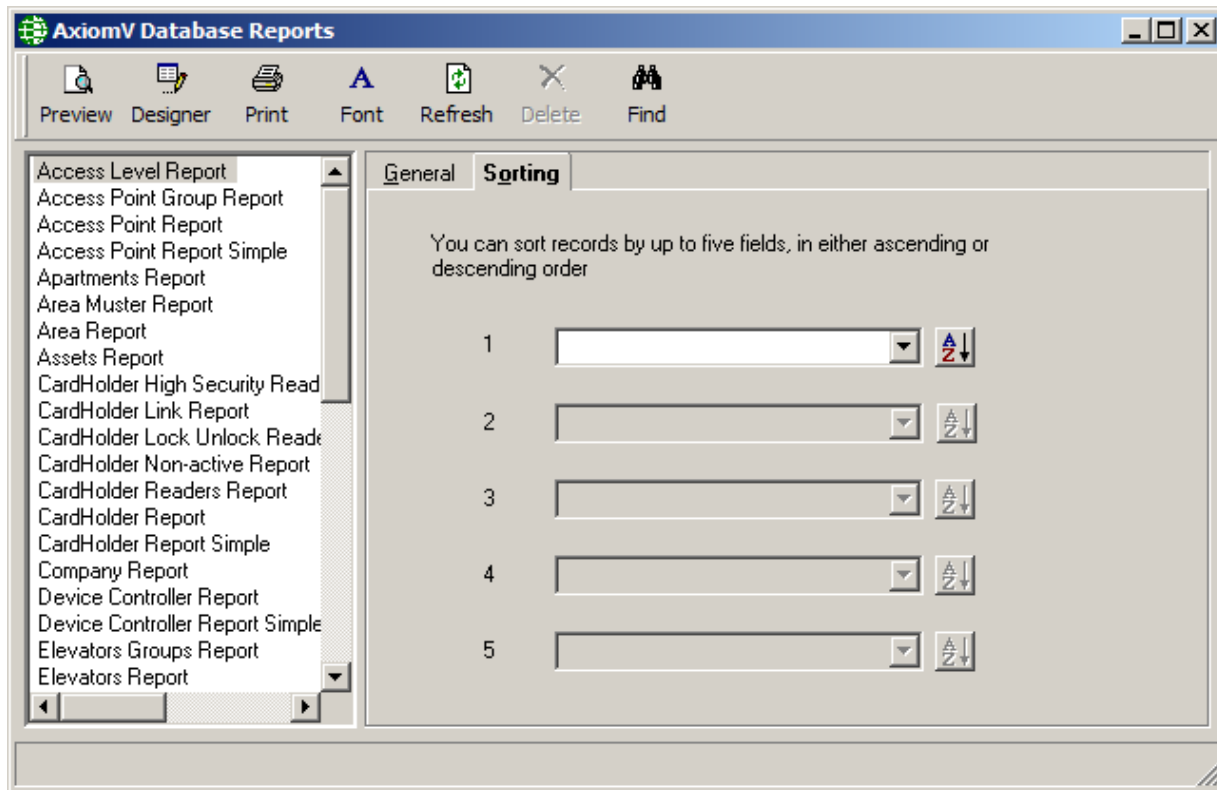 AxiomV Database Reports
Preview Designer Print Font Refresh Delete Find
Access Level Report
Access Point Group Report
Access Point Report
Access Point Report Simple
Apartments Report
Area Muster Report
Area Report
Assets Report
CardHolder High Security Read
CardHolder Link Report
CardHolder Lock Unlock Reade
CardHolder Non-active Report
CardHolder Readers Report
CardHolder Report
CardHolder Report Simple
Company Report
Device Controller Report
Device Controller Report Simple
Elevators Groups Report
Elevators Report
General Sorting
You can sort records by up to five fields, in either ascending or
descending order
1
2
3
4
5